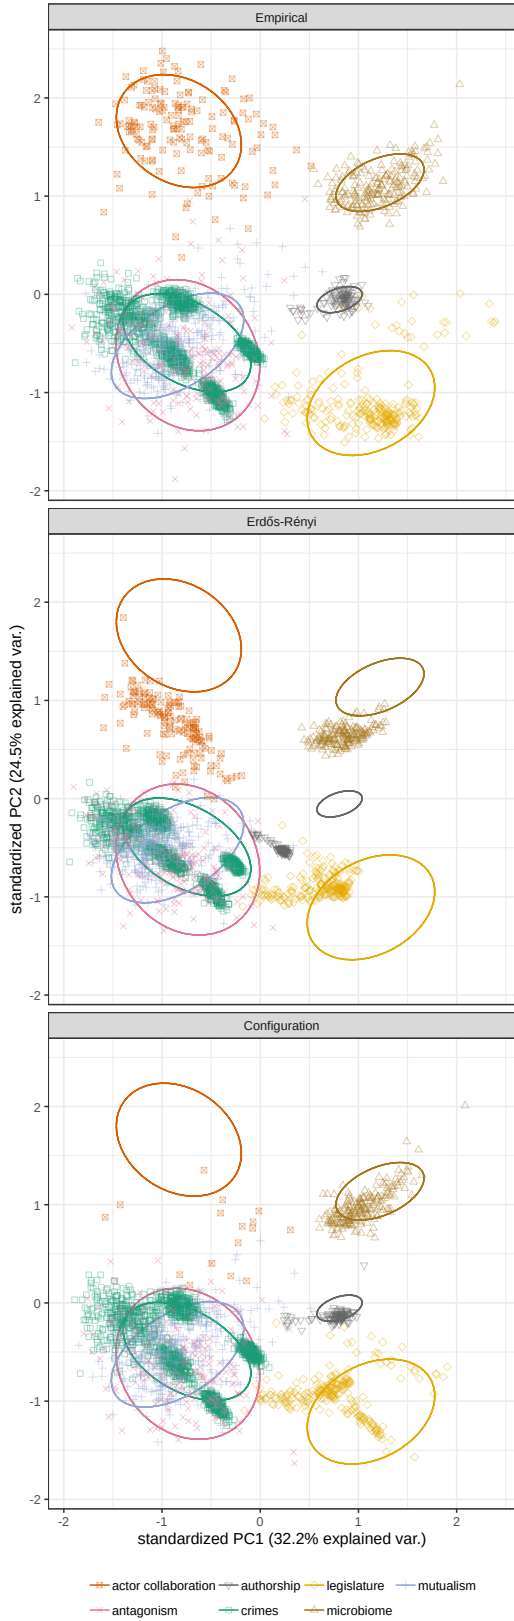 Empirical
2
1
0
-1
-2
Erdős-Rényi
2
1
0
-1
-2
standardized PC2 (24.5% explained var.)
Configuration
2
1
0
-1
-2
-2 -1 0 1 2
standardized PC1 (32.2% explained var.)
actor collaboration authorship legislature mutualism
antagonism crimes microbiome